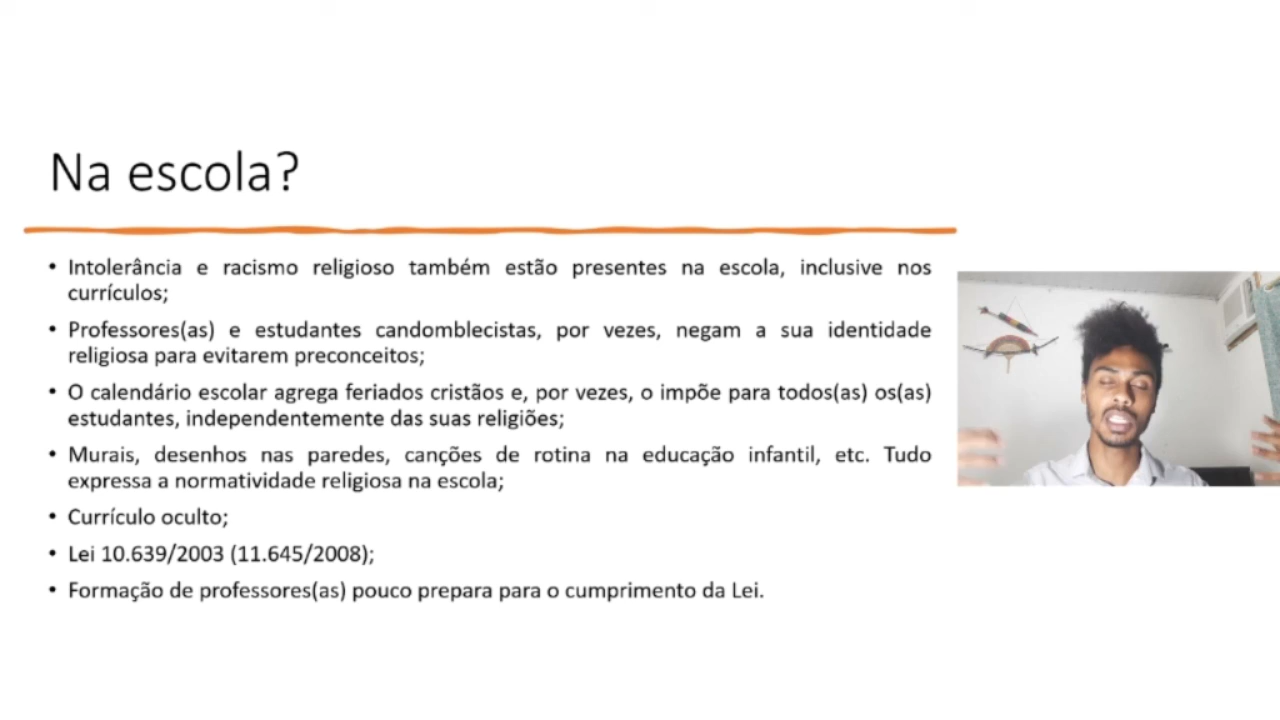 Na escola?
• Intolerância e racismo religioso também estão presentes na escola, inclusive nos
currículos;
• Professores(as) e estudantes candomblecistas, por vezes, negam a sua identidade
religiosa para evitarem preconceitos;
• O calendário escolar agrega feriados cristãos e, por vezes, o impõe para todos(as) os(as)
estudantes, independentemente das suas religiões;
• Murais, desenhos nas paredes, canções de rotina na educação infantil, etc. Tudo
expressa a normatividade religiosa na escola;
• Currículo oculto;
• Lei 10.639/2003 (11.645/2008);
• Formação de professores(as) pouco prepara para o cumprimento da Lei.